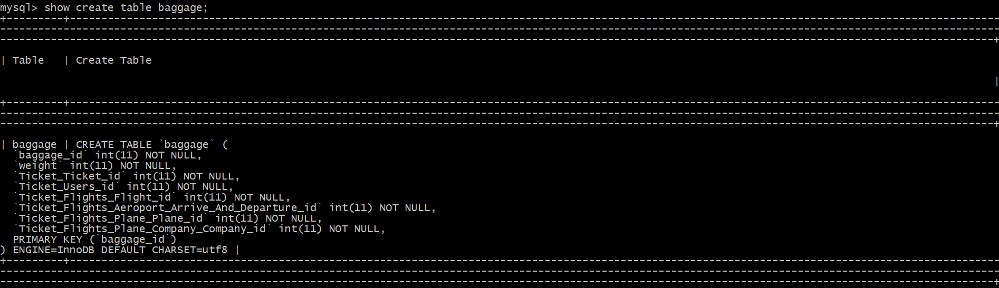 mysql> show create table baggage;
+---------+----------------------------------------------------------------------------------------------------------------------------------------------------
--------------------------------------------------------------------------------------------------------------------------------------------------------------
-------------------------------------------------------------------------------------------------------------------------------------------------------------+
| Table   | Create Table
|
+---------+----------------------------------------------------------------------------------------------------------------------------------------------------
--------------------------------------------------------------------------------------------------------------------------------------------------------------
-------------------------------------------------------------------------------------------------------------------------------------------------------------+
| baggage | CREATE TABLE `baggage` (
  `baggage_id` int(11) NOT NULL,
  `weight` int(11) NOT NULL,
  `Ticket_Ticket_id` int(11) NOT NULL,
  `Ticket_Users_id` int(11) NOT NULL,
  `Ticket_Flights_Flight_id` int(11) NOT NULL,
  `Ticket_Flights_Aeroport_Arrive_And_Departure_id` int(11) NOT NULL,
  `Ticket_Flights_Plane_Plane_id` int(11) NOT NULL,
  `Ticket_Flights_Plane_Company_Company_id` int(11) NOT NULL,
  PRIMARY KEY (`baggage_id`)
) ENGINE=InnoDB DEFAULT CHARSET=utf8 |
+---------+----------------------------------------------------------------------------------------------------------------------------------------------------
--------------------------------------------------------------------------------------------------------------------------------------------------------------
-------------------------------------------------------------------------------------------------------------------------------------------------------------+